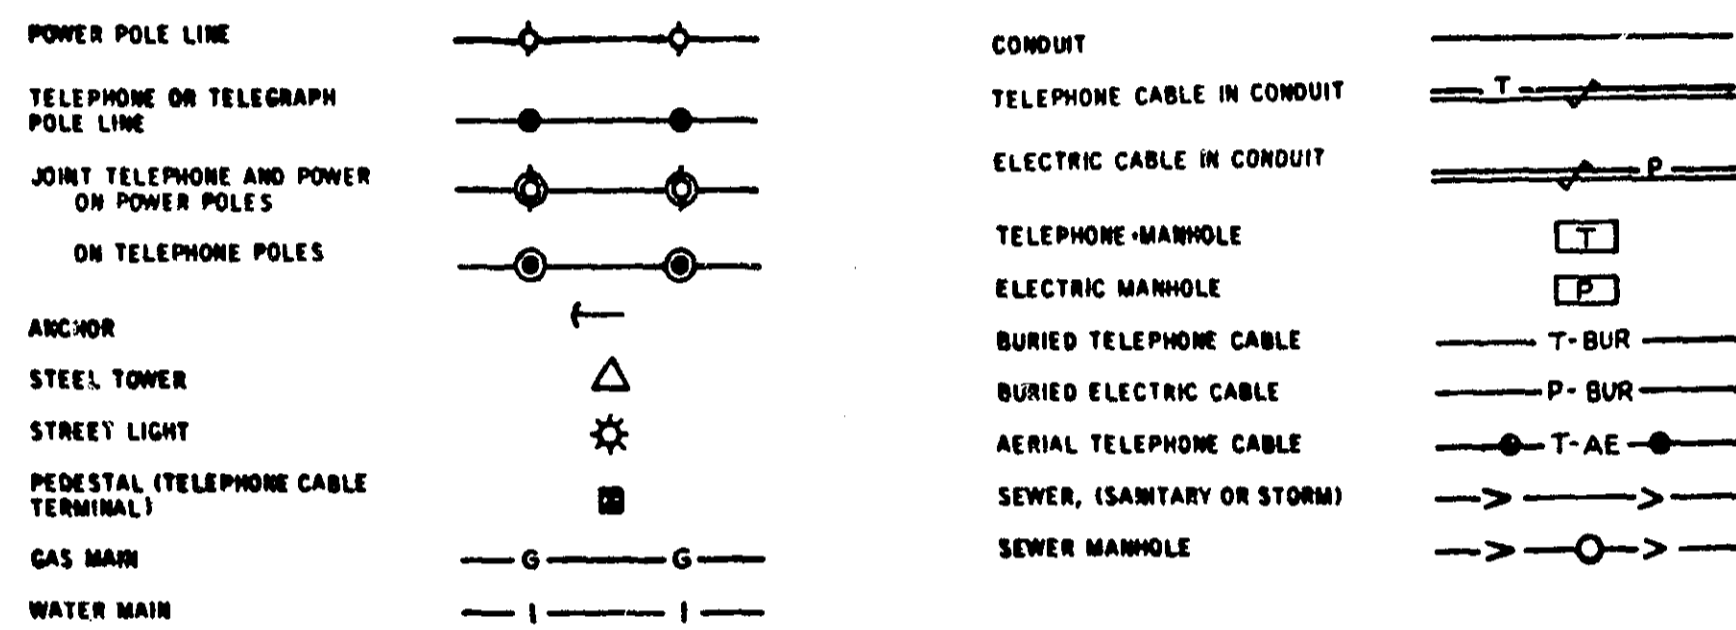 POWER POLE LINE
TELEPHONE OR TELEGRAPH
POLE LINE
JOINT TELEPHONE AND POWER
ON POWER POLES
ON TELEPHONE POLES
ANCHOR
STEEL TOWER
STREET LIGHT
PEDESTAL (TELEPHONE CABLE
TERMINAL)
GAS MAIN
G G
WATER MAIN
CONDUIT
TELEPHONE CABLE IN CONDUIT
T
ELECTRIC CABLE IN CONDUIT
P
TELEPHONE MANHOLE
T
ELECTRIC MANHOLE
P
BURIED TELEPHONE CABLE
T-BUR
BURIED ELECTRIC CABLE
P-BUR
AERIAL TELEPHONE CABLE
T-AE
SEWER, (SANITARY OR STORM)
SEWER MANHOLE